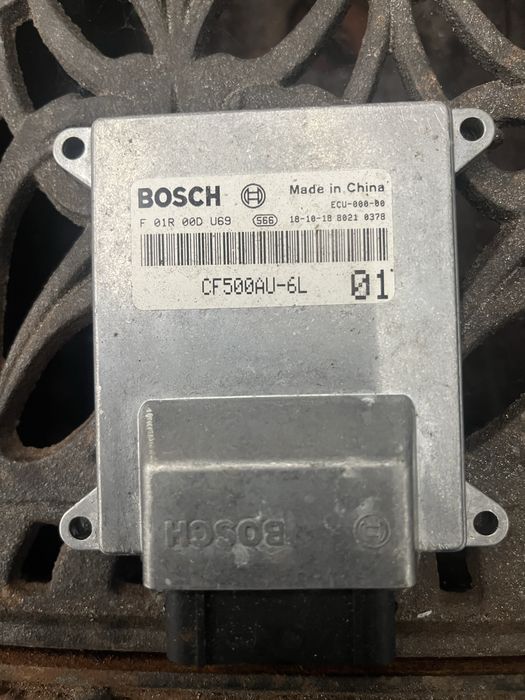 BOSCH Made in China
ECU-000-00
F 01R 00D U69 S66 18-10-18 8021 0378
CF500AU-6L 01
BOSCH